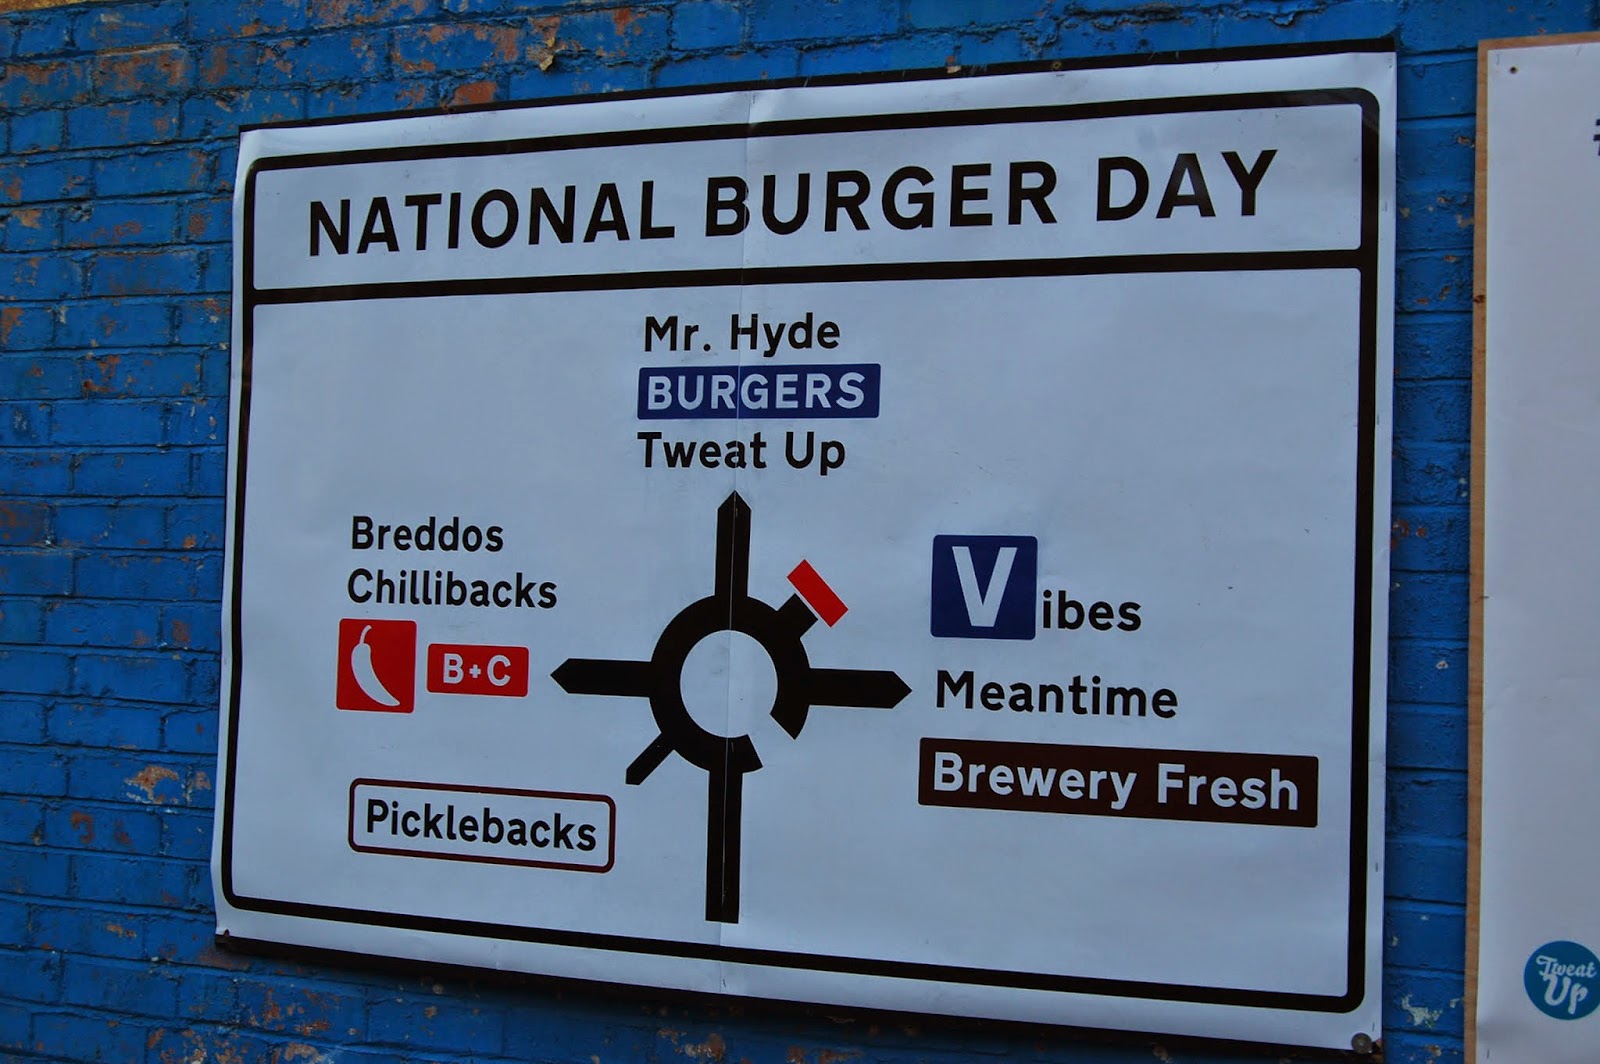 NATIONAL BURGER DAY
Mr. Hyde
BURGERS
Tweat Up
Breddos
Chillibacks
B+C
Vibes
Meantime
Brewery Fresh
Picklebacks
Tweat
Up